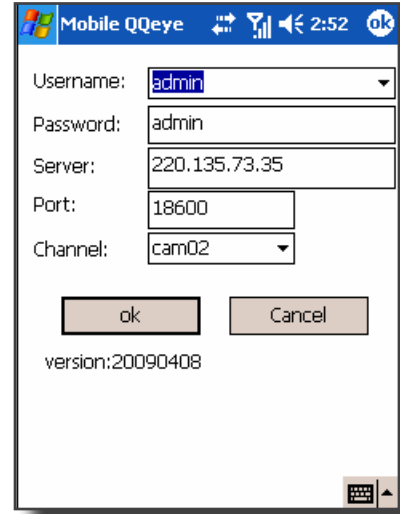 Mobile QQeye 2:52 ok
Username: admin
Password: admin
Server: 220.135.73.35
Port: 18600
Channel: cam02
ok Cancel
version:20090408